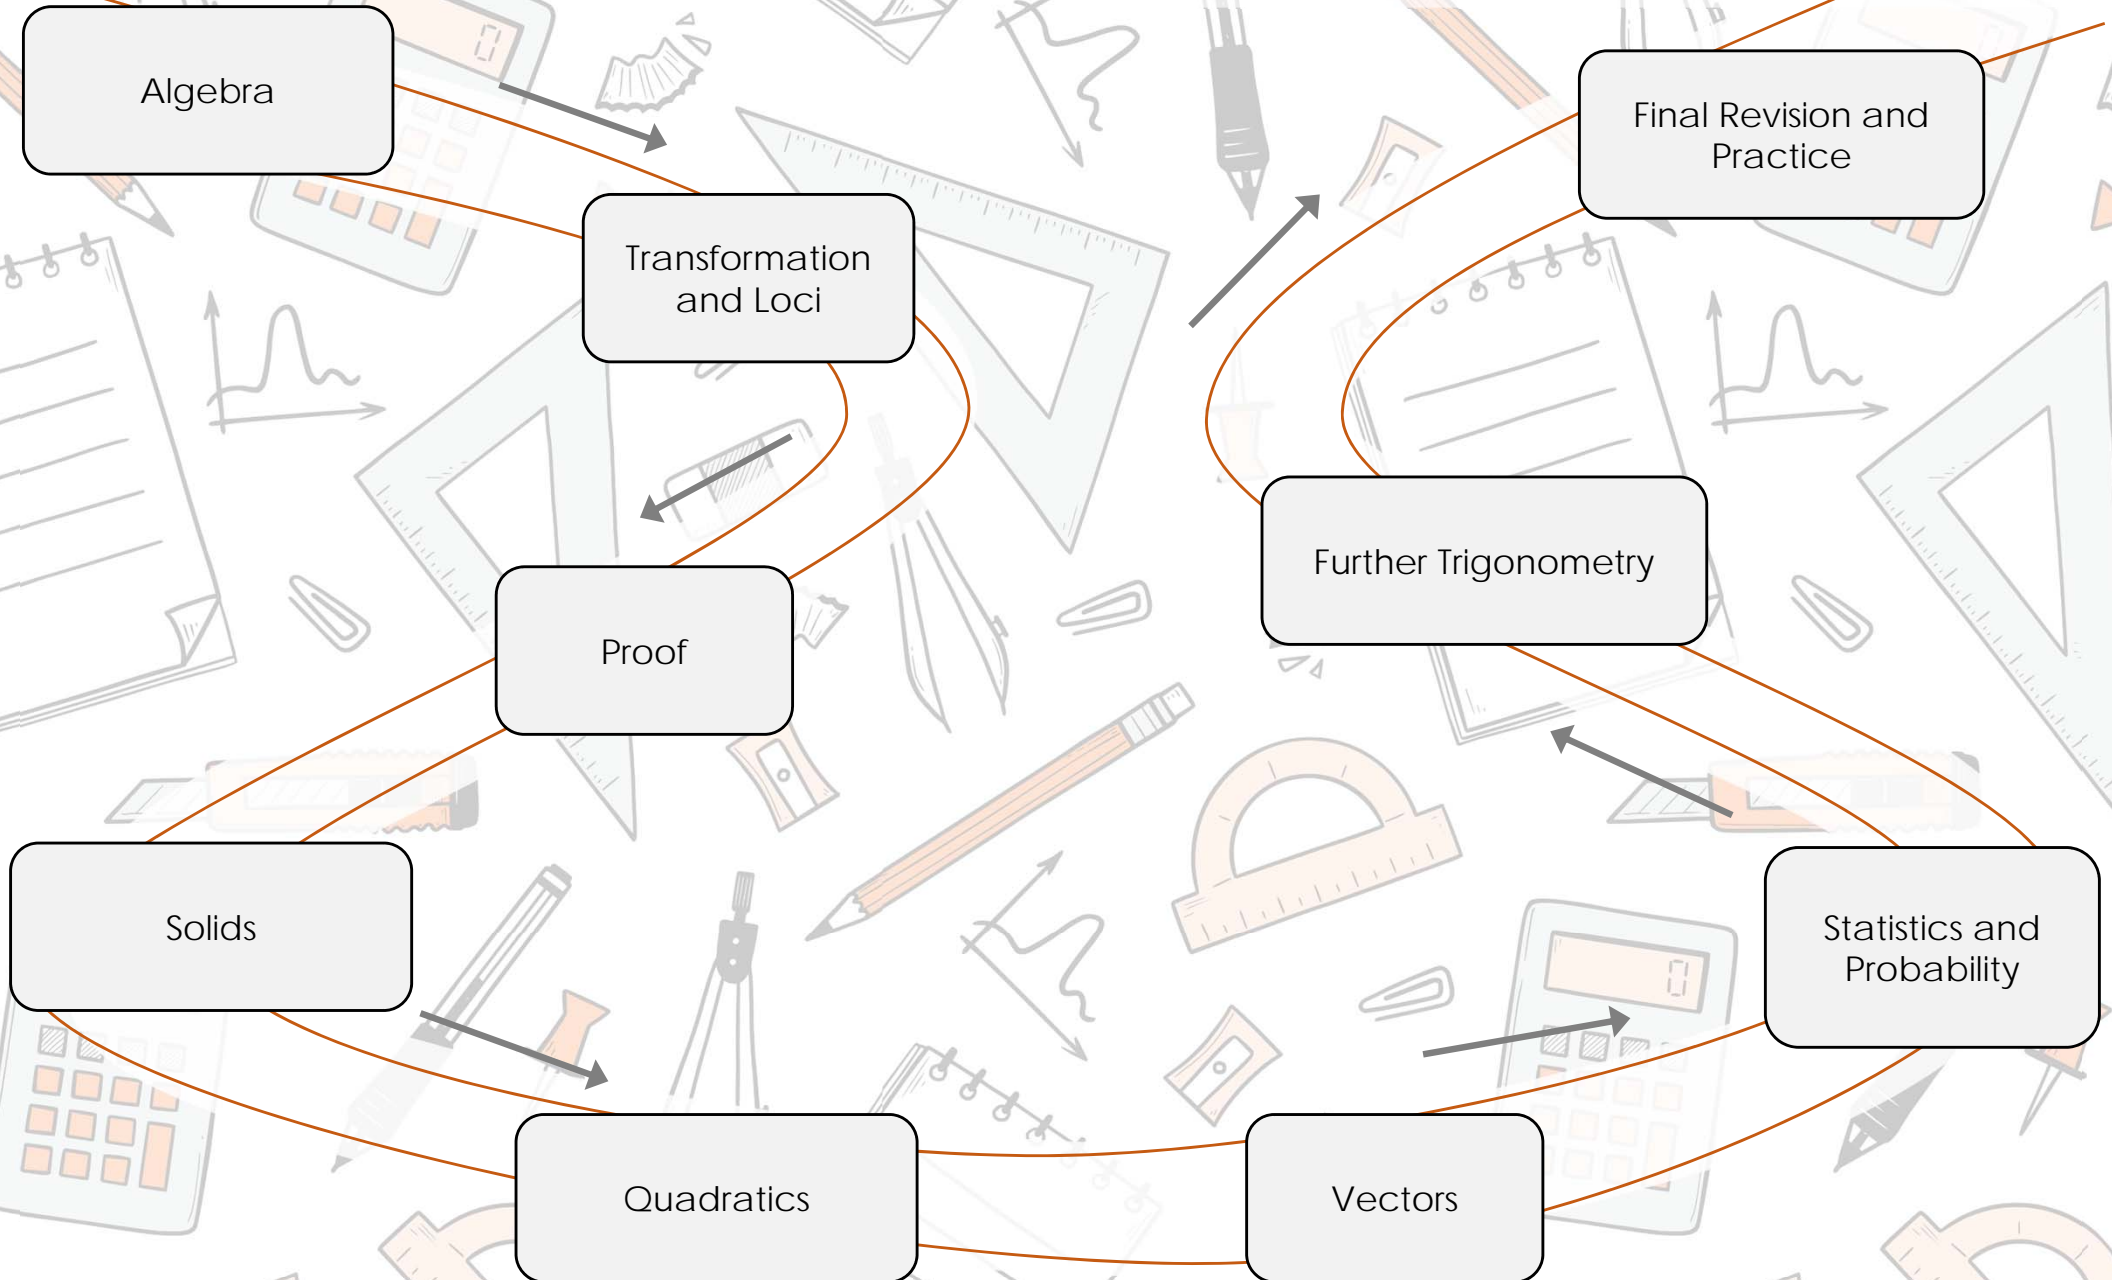 Algebra
Transformation
and Loci
Proof
Solids
Quadratics
Vectors
Statistics and
Probability
Further Trigonometry
Final Revision and
Practice